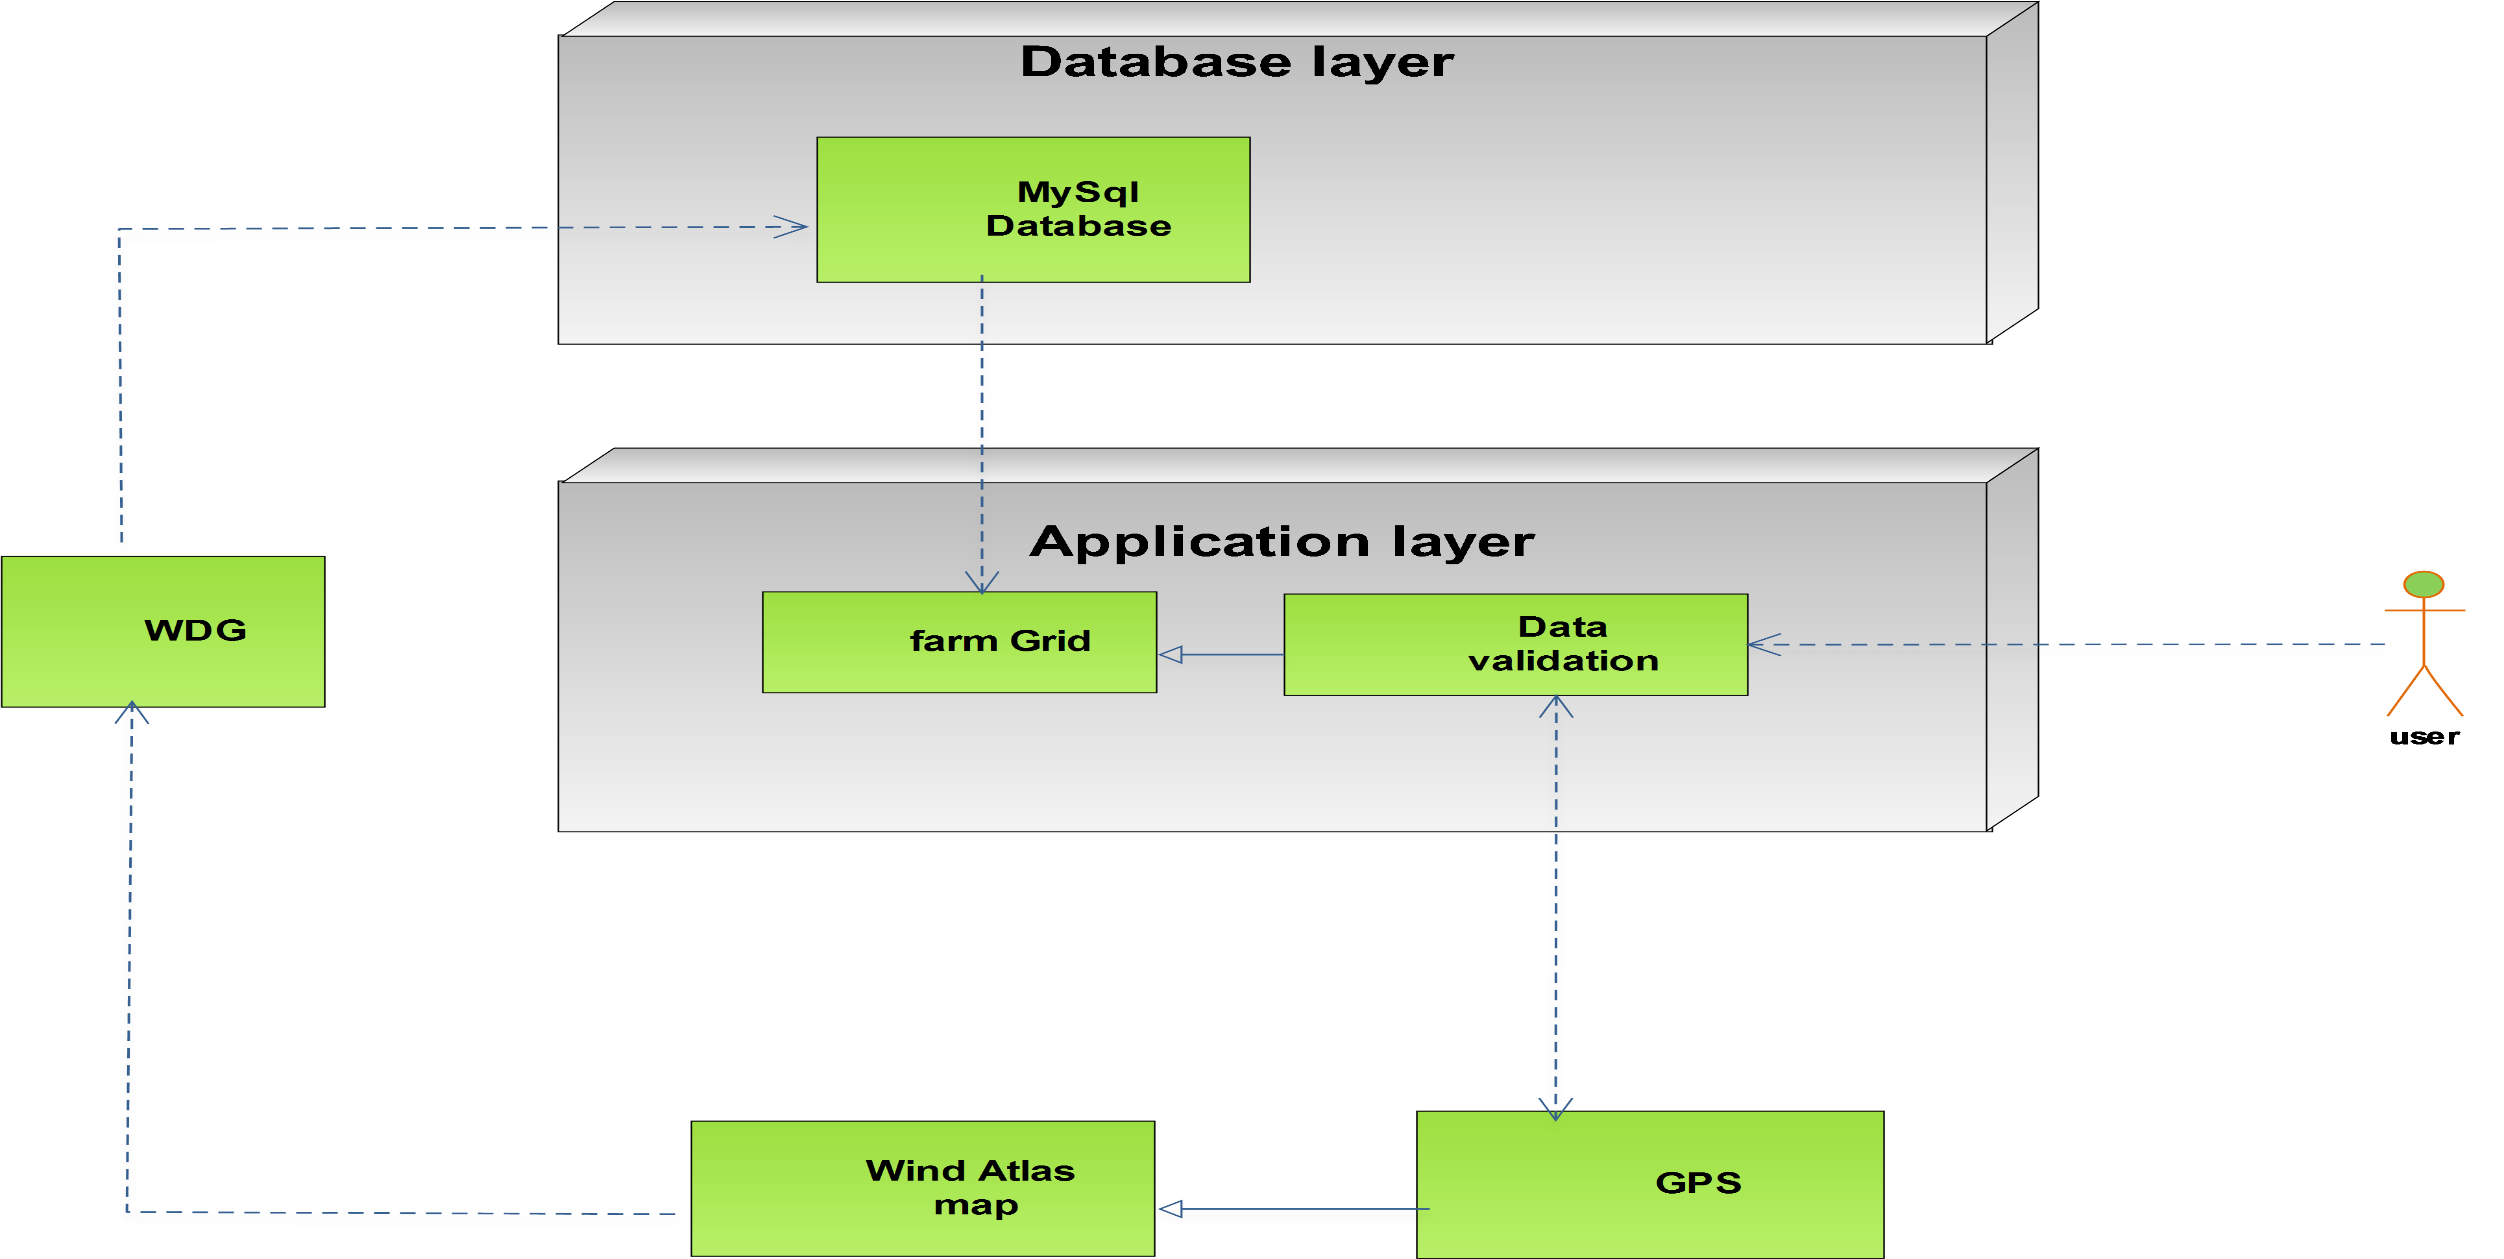 Database layer
MySql
Database
Application layer
WDG
farm Grid
Data
validation
user
Wind Atlas
map
GPS